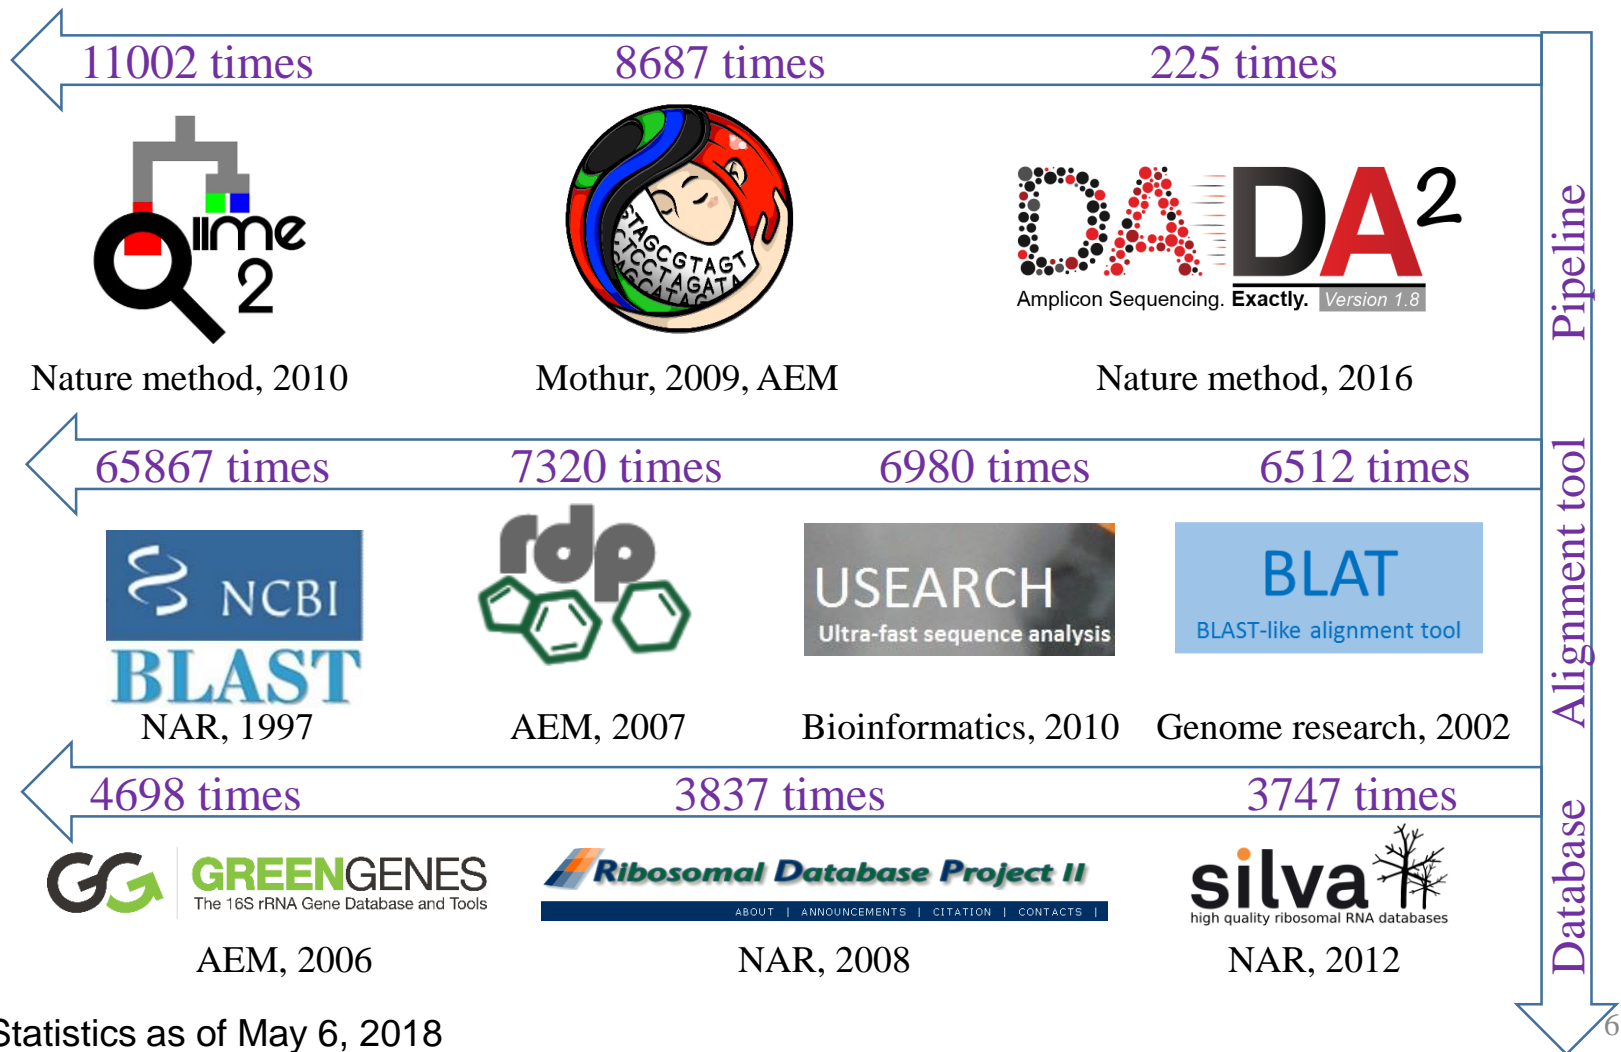 11002 times 8687 times 225 times
Qiime
2
STAGCGTAGT
CTCCTAGATA
DADA2
Amplicon Sequencing. Exactly. Version 1.8
Nature method, 2010 Mothur, 2009, AEM Nature method, 2016
Pipeline
65867 times 7320 times 6980 times 6512 times
NCBI
BLAST
rdp
USEARCH
Ultra-fast sequence analysis
BLAT
BLAST-like alignment tool
NAR, 1997 AEM, 2007 Bioinformatics, 2010 Genome research, 2002
Alignment tool
4698 times 3837 times 3747 times
GG
GREENGENES
The 16S rRNA Gene Database and Tools
Ribosomal Database Project II
ABOUT | ANNOUNCEMENTS | CITATION | CONTACTS |
silva
high quality ribosomal RNA databases
AEM, 2006 NAR, 2008 NAR, 2012
Database
Statistics as of May 6, 2018
6